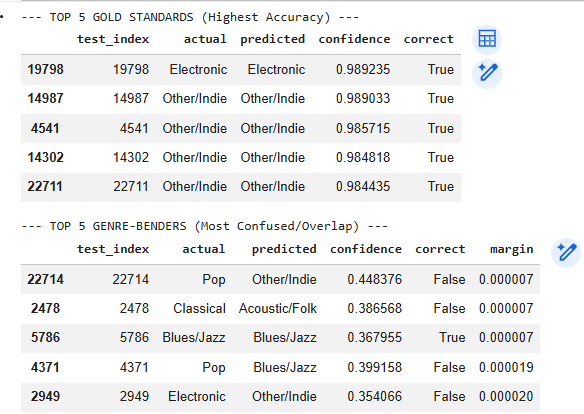 --- TOP 5 GOLD STANDARDS (Highest Accuracy) ---
test_index actual predicted confidence correct
19798 19798 Electronic Electronic 0.989235 True
14987 14987 Other/Indie Other/Indie 0.989033 True
4541 4541 Other/Indie Other/Indie 0.985715 True
14302 14302 Other/Indie Other/Indie 0.984818 True
22711 22711 Other/Indie Other/Indie 0.984435 True
--- TOP 5 GENRE-BENDERS (Most Confused/Overlap) ---
test_index actual predicted confidence correct margin
22714 22714 Pop Other/Indie 0.448376 False 0.000007
2478 2478 Classical Acoustic/Folk 0.386568 False 0.000007
5786 5786 Blues/Jazz Blues/Jazz 0.367955 True 0.000007
4371 4371 Pop Blues/Jazz 0.399158 False 0.000019
2949 2949 Electronic Other/Indie 0.354066 False 0.000020